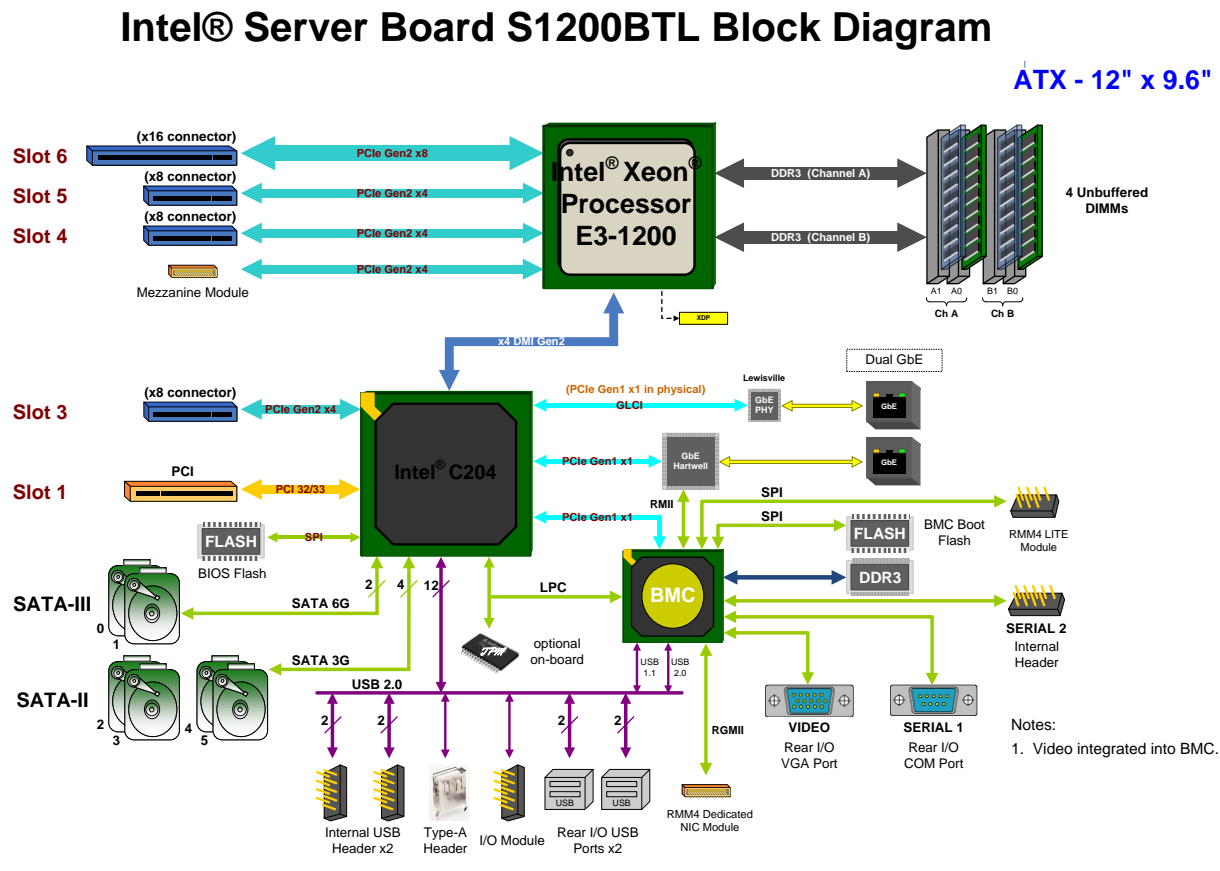 Intel® Server Board S1200BTL Block Diagram
ATX - 12" x 9.6"
(x16 connector)
Slot 6
PCIe Gen2 x8
(x8 connector)
Slot 5
PCIe Gen2 x4
(x8 connector)
Slot 4
PCIe Gen2 x4
PCIe Gen2 x4
Mezzanine Module
Intel® Xeon®
Processor
E3-1200
DDR3 (Channel A)
DDR3 (Channel B)
4 Unbuffered
DIMMs
A1 A0 B1 B0
Ch A Ch B
XDP
x4 DMI Gen2
Dual GbE
(x8 connector)
Slot 3
PCIe Gen2 x4
(PCIe Gen1 x1 in physical)
GLCI
Lewisville
GbE
PHY
GbE
Intel® C204
PCIe Gen1 x1
GbE
Hartwell
GbE
PCI
Slot 1
PCI 32/33
RMII
SPI
SPI
PCIe Gen1 x1
RMM4 LITE
Module
FLASH
BMC Boot
Flash
FLASH
SPI
BIOS Flash
DDR3
2 4 12
LPC
BMC
SATA-III
0
1
SATA 6G
TPM
optional
on-board
SERIAL 2
Internal
Header
SATA 3G
USB
1.1
USB
2.0
SATA-II
2
3
4
5
USB 2.0
2 2 2 2
RGMII
VIDEO
Rear I/O
VGA Port
SERIAL 1
Rear I/O
COM Port
Notes:
1. Video integrated into BMC.
USB USB
Internal USB
Header x2
Type-A
Header
I/O Module
Rear I/O USB
Ports x2
RMM4 Dedicated
NIC Module